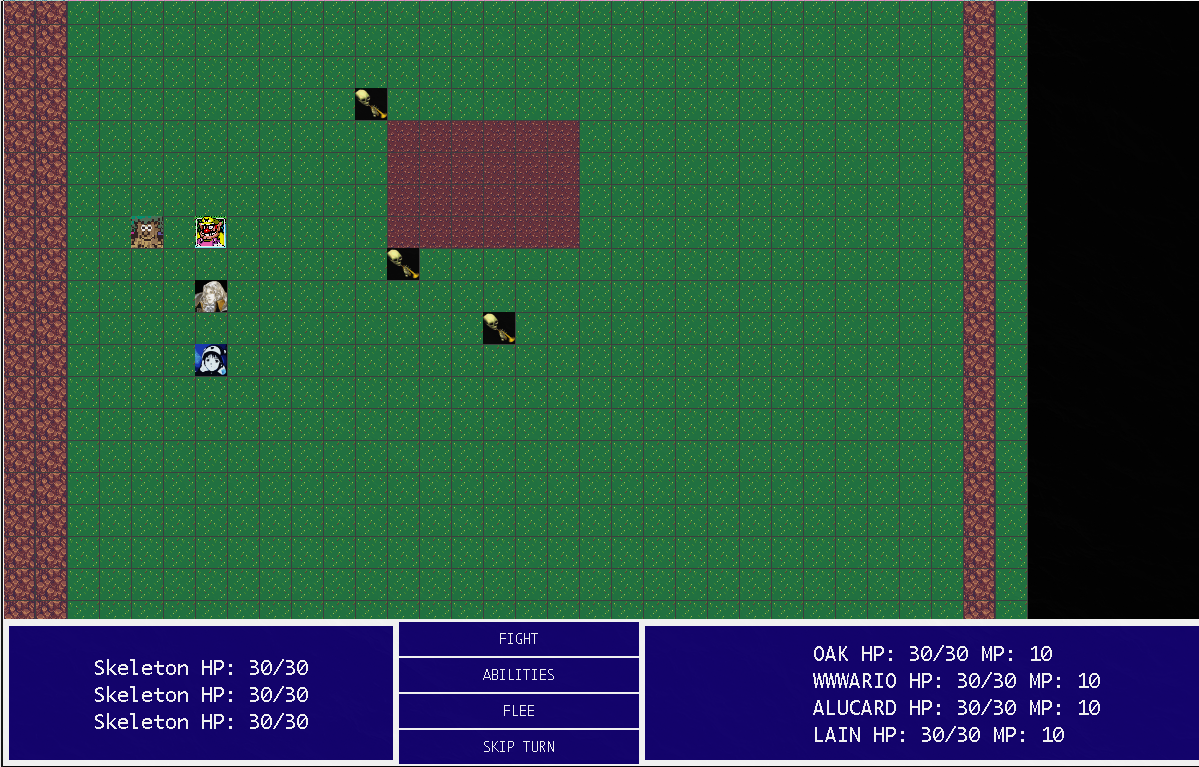 Skeleton HP: 30/30
Skeleton HP: 30/30
Skeleton HP: 30/30
FIGHT
ABILITIES
FLEE
SKIP TURN
OAK HP: 30/30 MP: 10
WWWARIO HP: 30/30 MP: 10
ALUCARD HP: 30/30 MP: 10
LAIN HP: 30/30 MP: 10